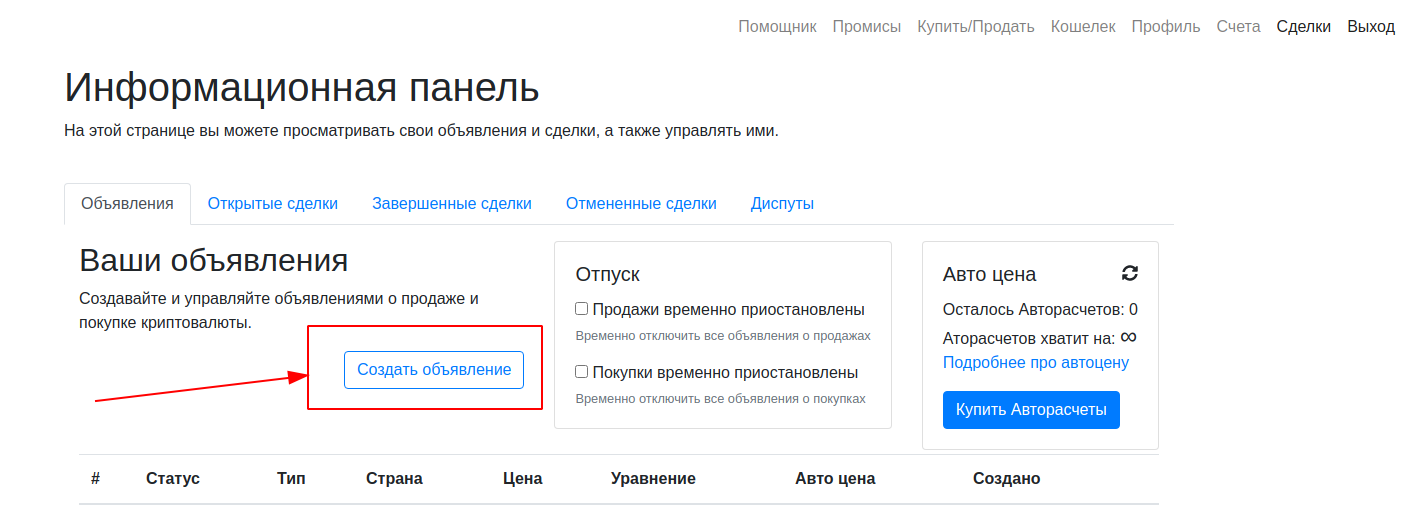 Помощник Промисы Купить/Продать Кошелек Профиль Счета Сделки Выход
Информационная панель
На этой странице вы можете просматривать свои объявления и сделки, а также управлять ими.
Объявления Открытые сделки Завершенные сделки Отмененные сделки Диспуты
Ваши объявления
Создавайте и управляйте объявлениями о продаже и
покупке криптовалюты.
Создать объявление
Отпуск
Продажи временно приостановлены
Временно отключить все объявления о продажах
Покупки временно приостановлены
Временно отключить все объявления о покупках
Авто цена
Осталось Авторасчетов: 0
Аторасчетов хватит на: ∞
Подробнее про автоцену
Купить Авторасчеты
# Статус Тип Страна Цена Уравнение Авто цена Создано